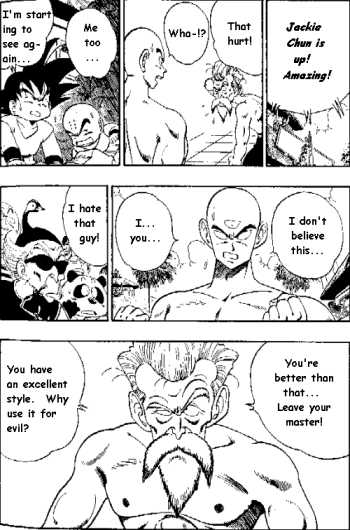 Jackie
Chun is
up!
Amazing!
That
hurt!
Wha-!?
Me
too
...
I'm start
ing to
see ag-
ain...
I don't
believe
this...
I...
you...
I hate
that
guy!
You're
better than
that...
Leave your
master!
You have
an excellent
style. Why
use it for
evil?